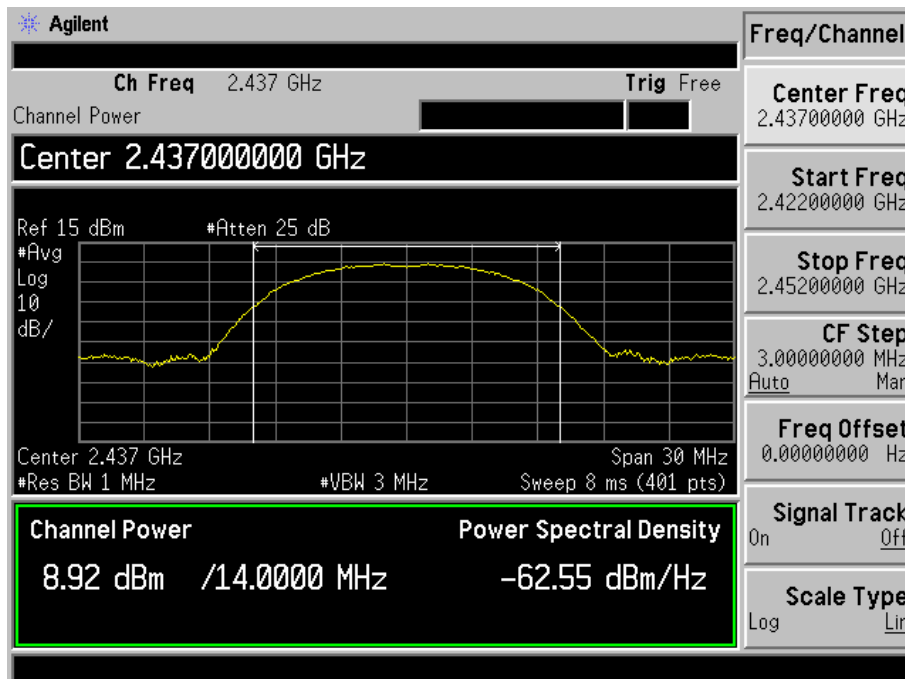 Agilent
Ch Freq 2.437 GHz Trig Free
Channel Power
Center 2.437000000 GHz
Ref 15 dBm #Atten 25 dB
#Avg
Log
10
dB/
Center 2.437 GHz Span 30 MHz
#Res BW 1 MHz #VBW 3 MHz Sweep 8 ms (401 pts)
Channel Power Power Spectral Density
8.92 dBm /14.0000 MHz -62.55 dBm/Hz
Freq/Channel
Center Freq
2.43700000 GHz
Start Freq
2.42200000 GHz
Stop Freq
2.45200000 GHz
CF Step
3.00000000 MHz
Auto Man
Freq Offset
0.00000000 Hz
Signal Track
On Off
Scale Type
Log Lin